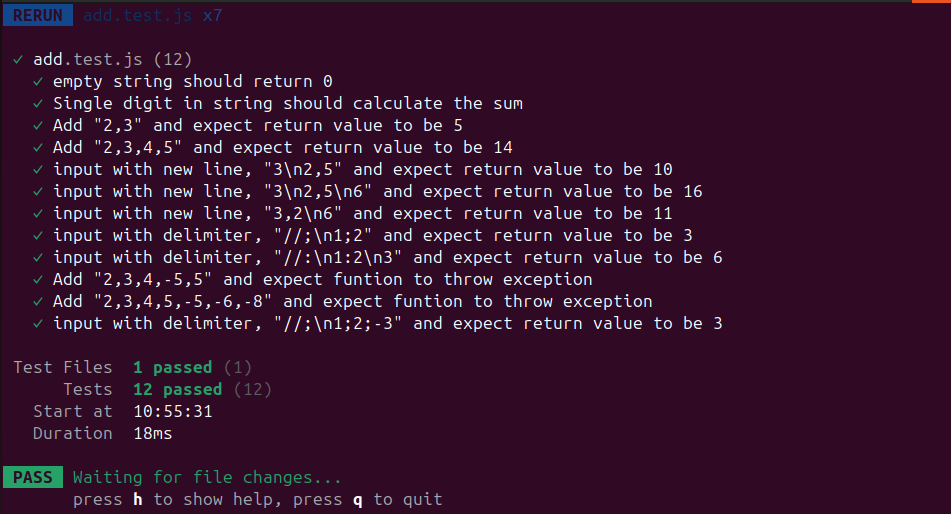 RERUN add.test.js x7
✓ add.test.js (12)
✓ empty string should return 0
✓ Single digit in string should calculate the sum
✓ Add "2,3" and expect return value to be 5
✓ Add "2,3,4,5" and expect return value to be 14
✓ input with new line, "3\n2,5" and expect return value to be 10
✓ input with new line, "3\n2,5\n6" and expect return value to be 16
✓ input with new line, "3,2\n6" and expect return value to be 11
✓ input with delimiter, "//;\n1;2" and expect return value to be 3
✓ input with delimiter, "//:\n1:2\n3" and expect return value to be 6
✓ Add "2,3,4,-5,5" and expect funtion to throw exception
✓ Add "2,3,4,5,-5,-6,-8" and expect funtion to throw exception
✓ input with delimiter, "//;\n1;2;-3" and expect return value to be 3
Test Files 1 passed (1)
Tests 12 passed (12)
Start at 10:55:31
Duration 18ms
PASS Waiting for file changes...
press h to show help, press q to quit